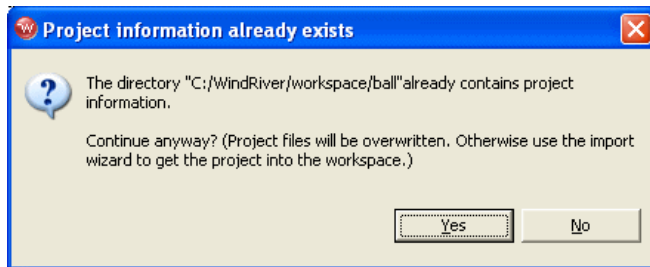 Project information already exists
The directory "C:/WindRiver/workspace/ball"already contains project
information.
Continue anyway? (Project files will be overwritten. Otherwise use the import
wizard to get the project into the workspace.)
Yes No